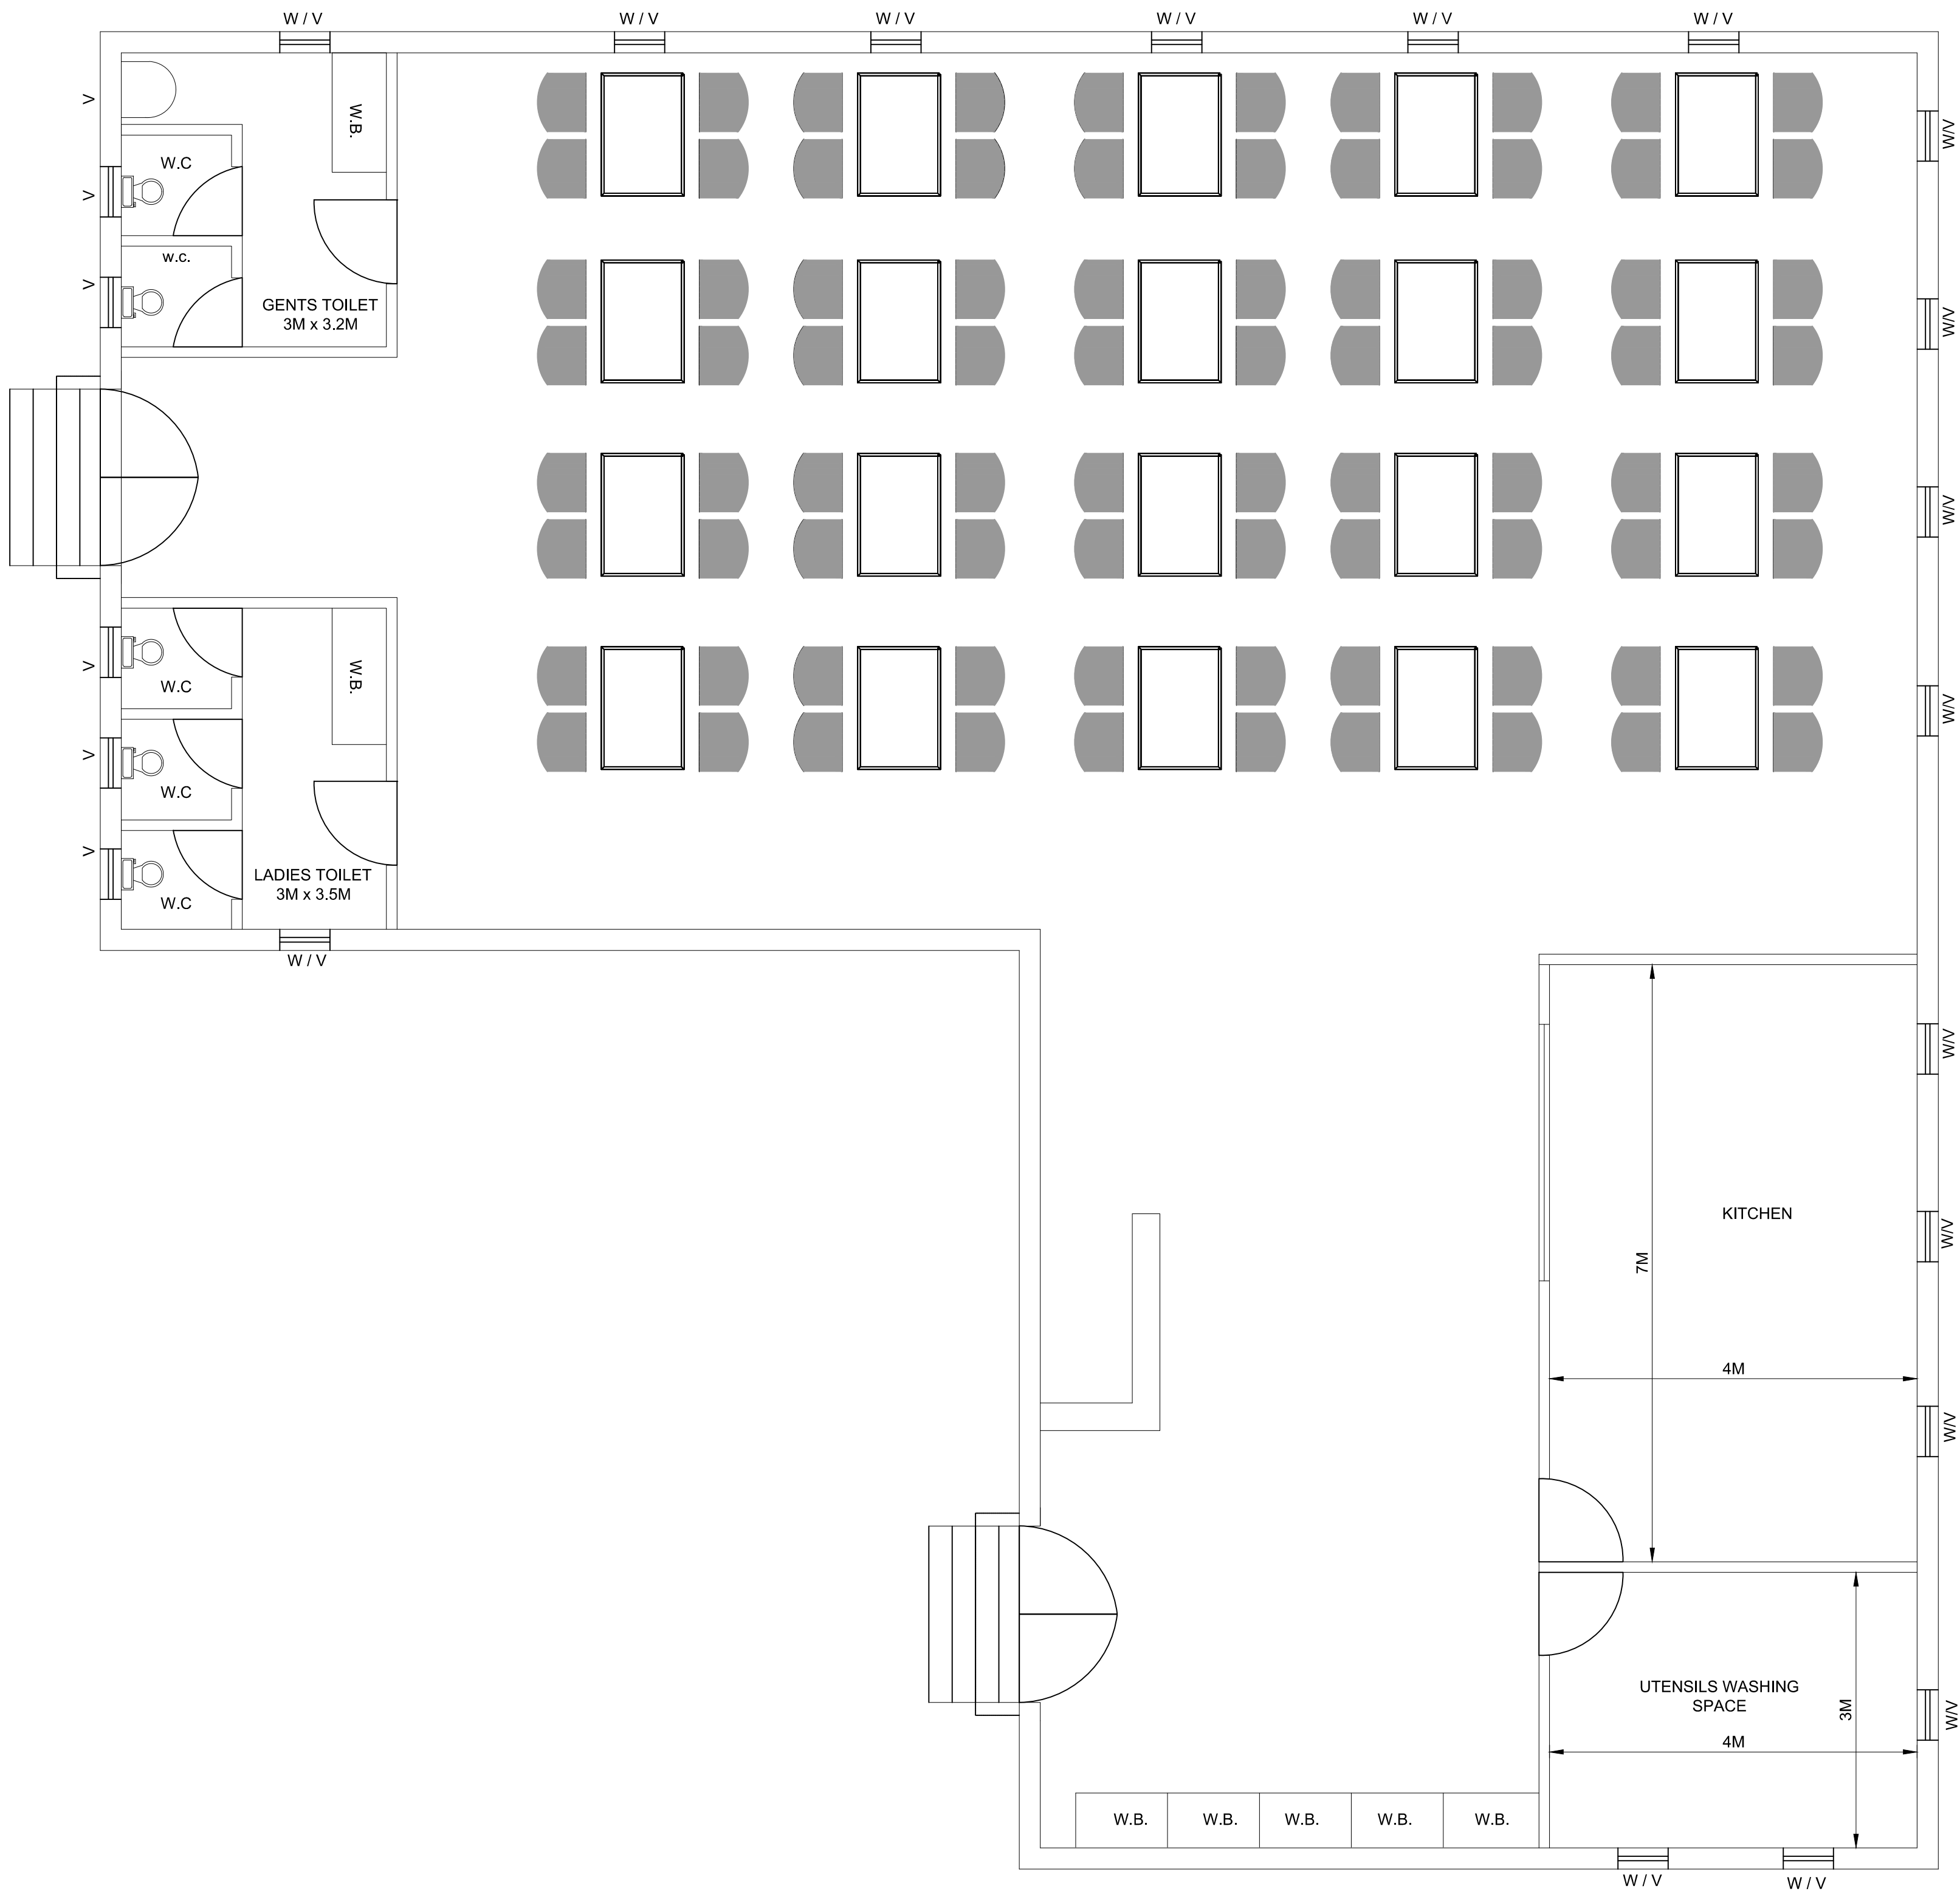 W / V
W / V
W / V
W / V
W / V
W / V
V
W.B.
W/V
W.C
V
w.c.
V
GENTS TOILET
3M x 3.2M
W/V
W/V
V
W.C
W.B.
W/V
V
W.C
V
LADIES TOILET
3M x 3.5M
W.C
W / V
W/V
KITCHEN
W/V
7M
4M
W/V
UTENSILS WASHING
SPACE
3M
W/V
4M
W.B.
W.B.
W.B.
W.B.
W.B.
W / V
W / V